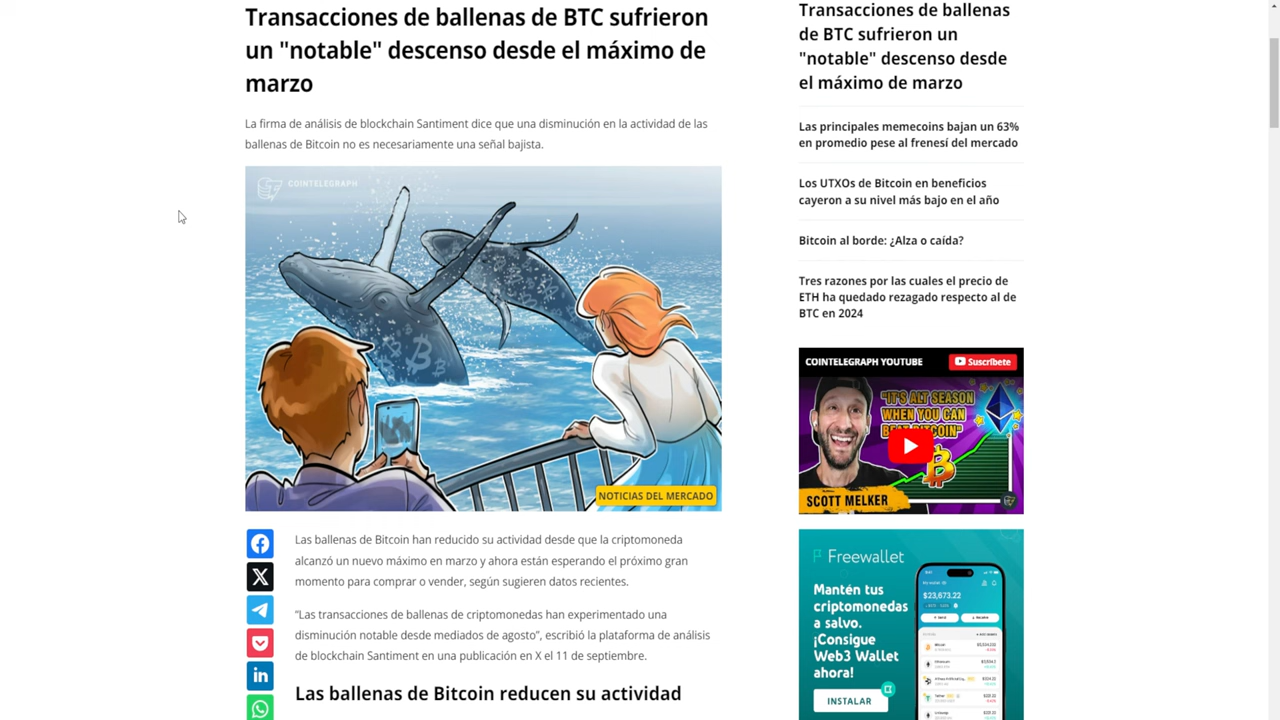 Transacciones de ballenas de BTC sufrieron
un "notable" descenso desde el máximo de
marzo
La firma de análisis de blockchain Santiment dice que una disminución en la actividad de las
ballenas de Bitcoin no es necesariamente una señal bajista.
COINTELEGRAPH
NOTICIAS DEL MERCADO
Las ballenas de Bitcoin han reducido su actividad desde que la criptomoneda
alcanzó un nuevo máximo en marzo y ahora están esperando el próximo gran
momento para comprar o vender, según sugieren datos recientes.
"Las transacciones de ballenas de criptomonedas han experimentado una
disminución notable desde mediados de agosto", escribió la plataforma de análisis
de blockchain Santiment en una publicación en X el 11 de septiembre.
Las ballenas de Bitcoin reducen su actividad
Transacciones de ballenas
de BTC sufrieron un
"notable" descenso desde
el máximo de marzo
Las principales memecoins bajan un 63%
en promedio pese al frenesí del mercado
Los UTXOs de Bitcoin en beneficios
cayeron a su nivel más bajo en el año
Bitcoin al borde: ¿Alza o caída?
Tres razones por las cuales el precio de
ETH ha quedado rezagado respecto al de
BTC en 2024
COINTELEGRAPH YOUTUBE
Suscríbete
"IT'S ALT SEASON
WHEN YOU CAN
BEAT BITCOIN"
SCOTT MELKER
Freewallet
Mantén tus
criptomonedas
a salvo.
¡Consigue
Web3 Wallet
ahora!
INSTALAR
$23,673.22